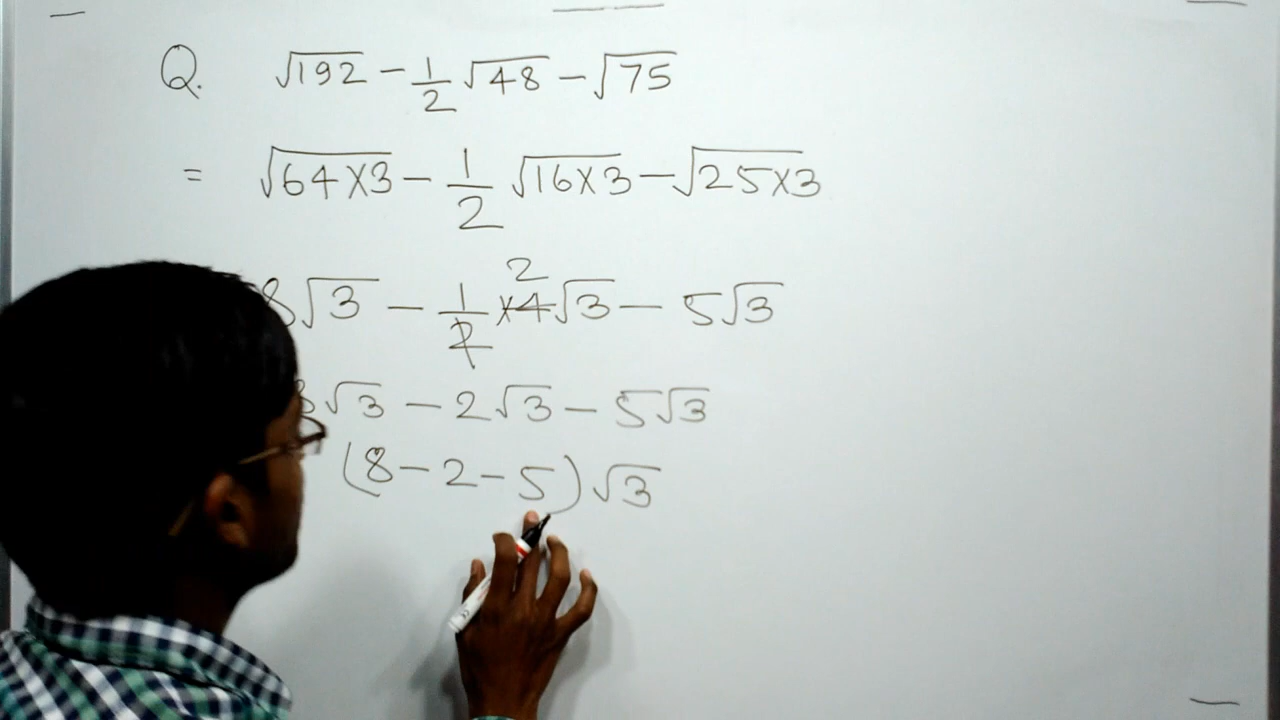 Q. √192 - 1/2 √48 - √75
= √64×3 - 1/2 √16×3 - √25×3
8√3 - 1/2 ×4√3 - 5√3 2
8√3 - 2√3 - 5√3
(8-2-5)√3